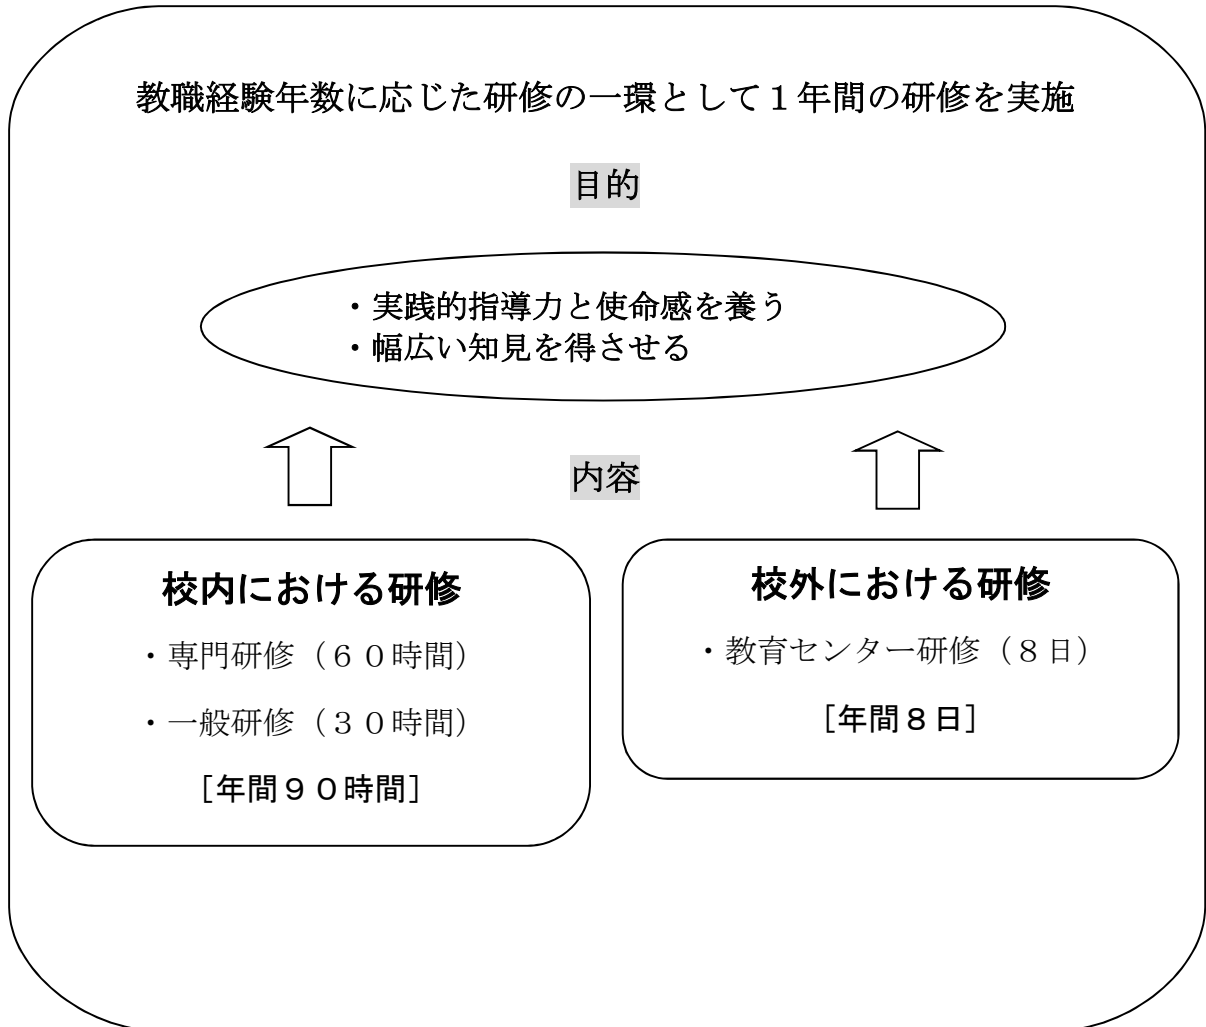 教職経験年数に応じた研修の一環として１年間の研修を実施
目的
・実践的指導力と使命感を養う
・幅広い知見を得させる
内容
校内における研修
・専門研修（６０時間）
・一般研修（３０時間）
［年間９０時間］
校外における研修
・教育センター研修（８日）
［年間８日］